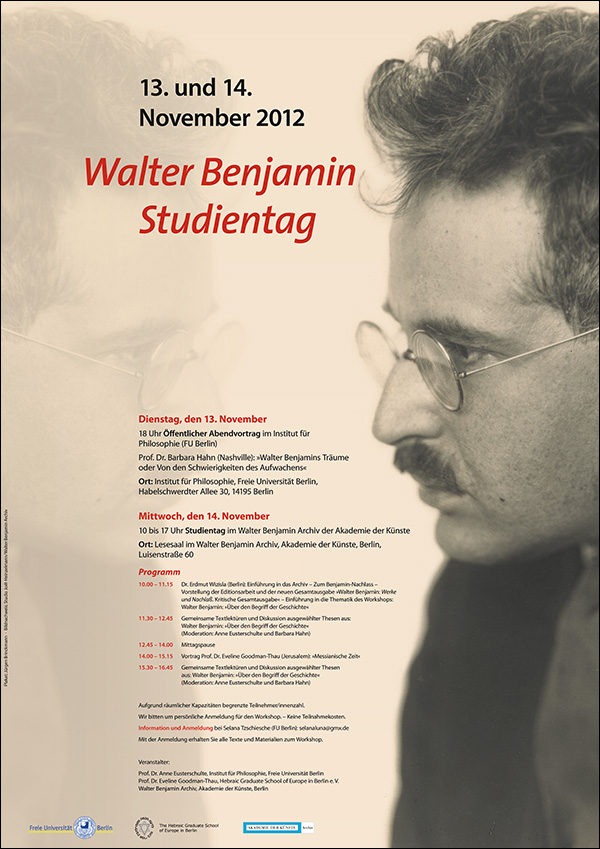 13. und 14.
November 2012
Walter Benjamin
Studientag
Dienstag, den 13. November
18 Uhr Öffentlicher Abendvortrag im Institut für
Philosophie (FU Berlin)
Prof. Dr. Barbara Hahn (Nashville): »Walter Benjamins Träume
oder Von den Schwierigkeiten des Aufwachens«
Ort: Institut für Philosophie, Freie Universität Berlin,
Habelschwerdter Allee 30, 14195 Berlin
Mittwoch, den 14. November
10 bis 17 Uhr Studientag im Walter Benjamin Archiv der Akademie der Künste
Ort: Lesesaal im Walter Benjamin Archiv, Akademie der Künste, Berlin,
Luisenstraße 60
Programm
10.00 – 11.15 Dr. Erdmut Wizisla (Berlin): Einführung in das Archiv – Zum Benjamin-Nachlass –
Vorstellung der Editionsarbeit und der neuen Gesamtausgabe »Walter Benjamin: Werke
und Nachlaß. Kritische Gesamtausgabe« – Einführung in die Thematik des Workshops:
Walter Benjamin: »Über den Begriff der Geschichte«
11.30 – 12.45 Gemeinsame Textlektüren und Diskussion ausgewählter Thesen aus:
Walter Benjamin: »Über den Begriff der Geschichte«
(Moderation: Anne Eusterschulte und Barbara Hahn)
12.45 – 14.00 Mittagspause
14.00 – 15.15 Vortrag Prof. Dr. Eveline Goodman-Thau (Jerusalem): »Messianische Zeit«
15.30 – 16.45 Gemeinsame Textlektüren und Diskussion ausgewählter Thesen
aus: Walter Benjamin: »Über den Begriff der Geschichte«
(Moderation: Anne Eusterschulte und Barbara Hahn)
Aufgrund räumlicher Kapazitäten begrenzte Teilnehmer/innenzahl.
Wir bitten um persönliche Anmeldung für den Workshop. – Keine Teilnahmekosten.
Information und Anmeldung bei Selana Tzschiesche (FU Berlin): selanaluna@gmx.de
Mit der Anmeldung erhalten Sie alle Texte und Materialien zum Workshop.
Veranstalter:
Prof. Dr. Anne Eusterschulte, Institut für Philosophie, Freie Universität Berlin
Prof. Dr. Eveline Goodman-Thau, Hebraic Graduate School of Europe in Berlin e. V.
Walter Benjamin Archiv, Akademie der Künste, Berlin
Freie Universität Berlin
The Hebraic Graduate School
of Europe in Berlin
AKADEMIE DER KÜNSTE